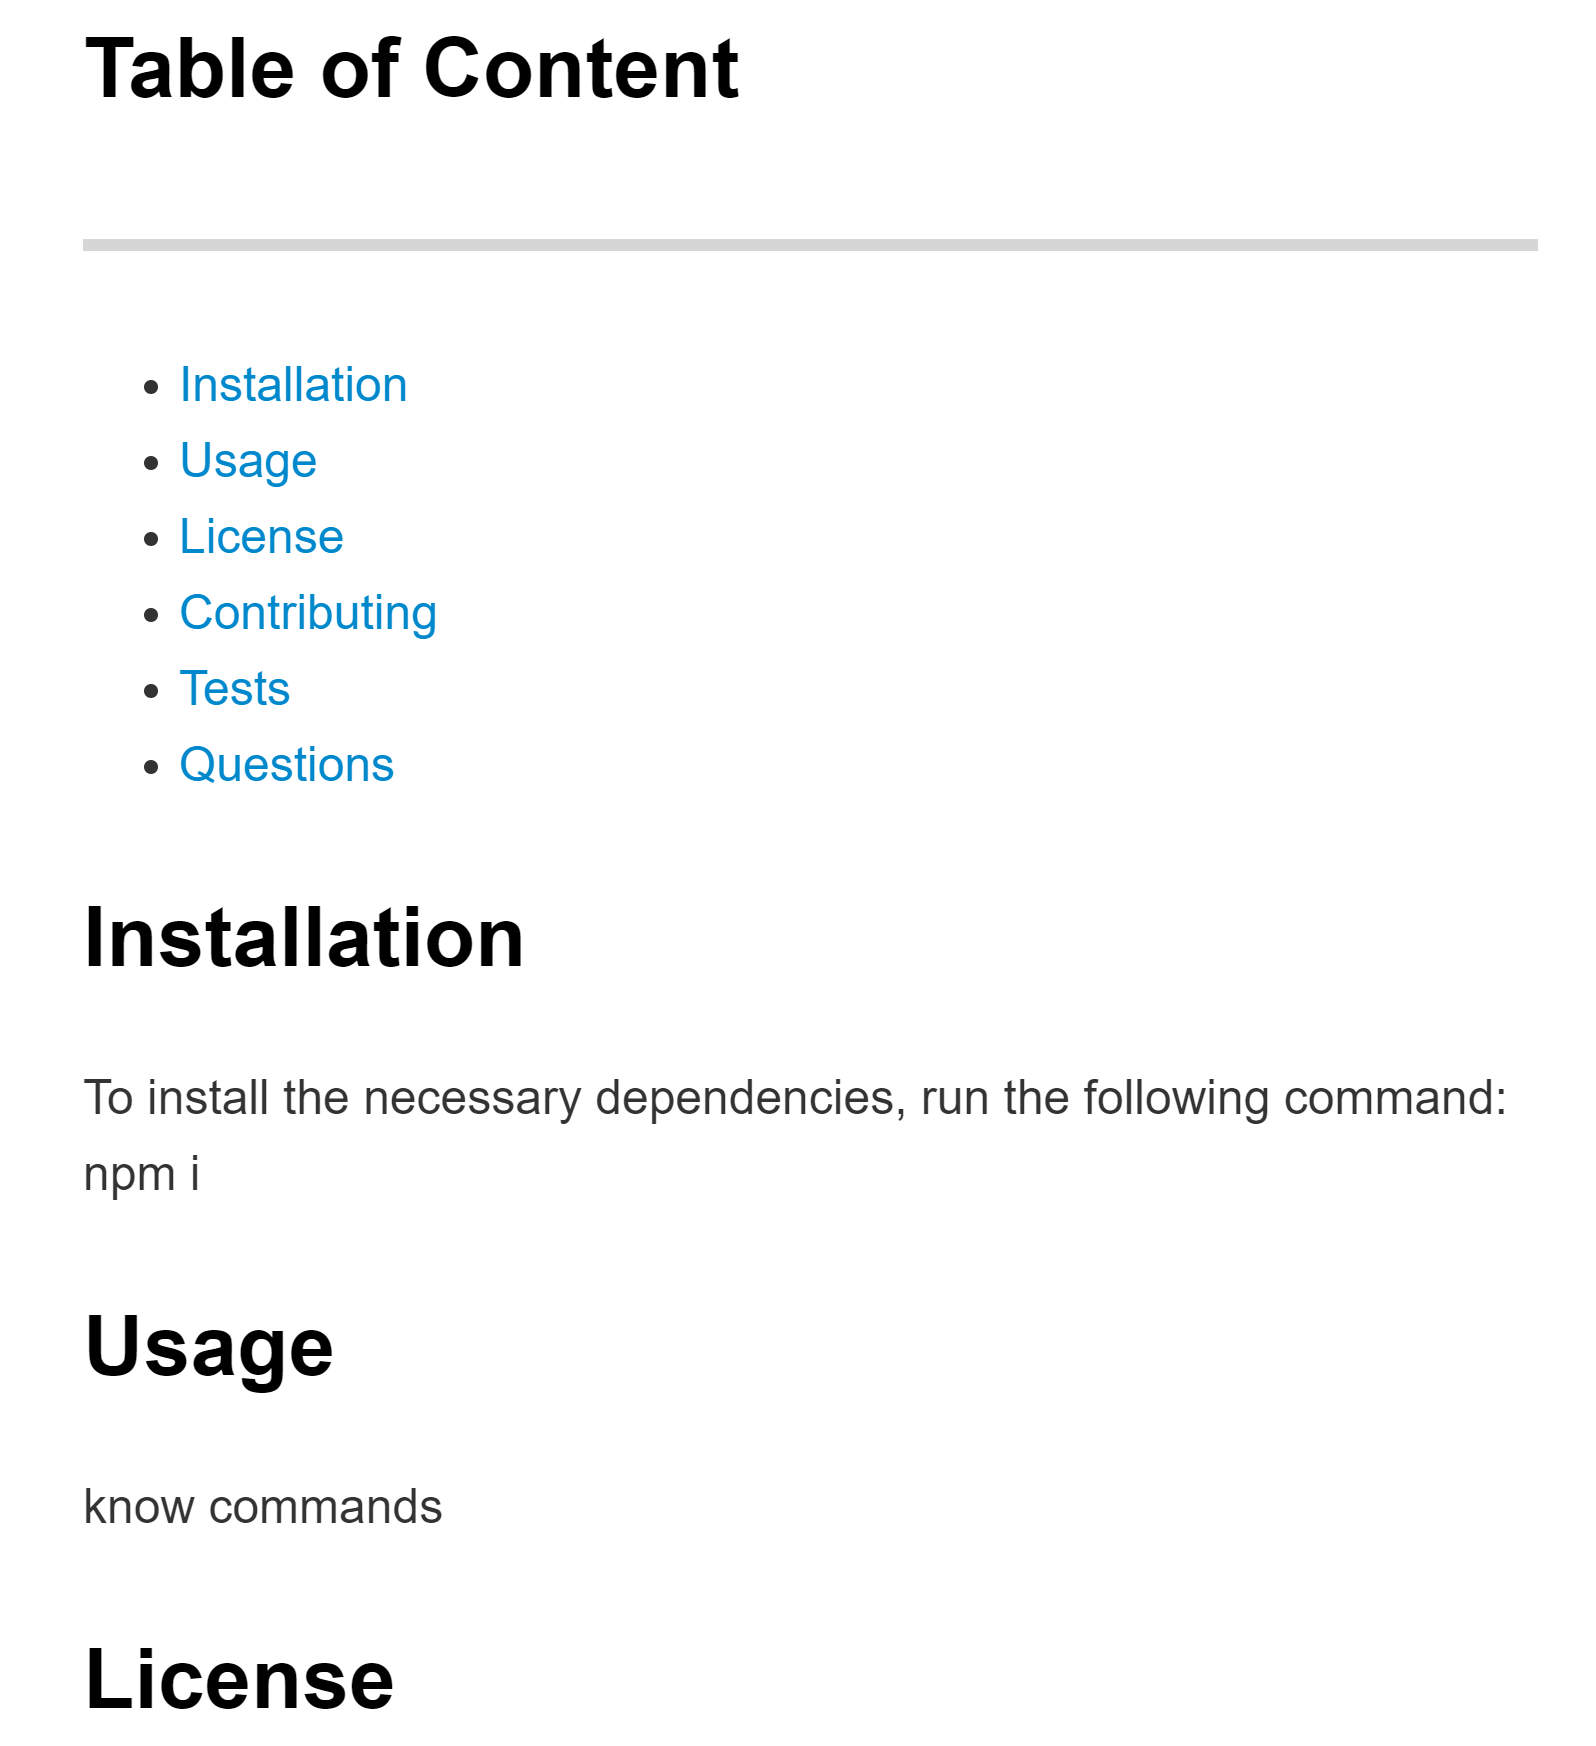 Table of Content
Installation
Usage
License
Contributing
Tests
Questions
Installation
To install the necessary dependencies, run the following command:
npm i
Usage
know commands
License